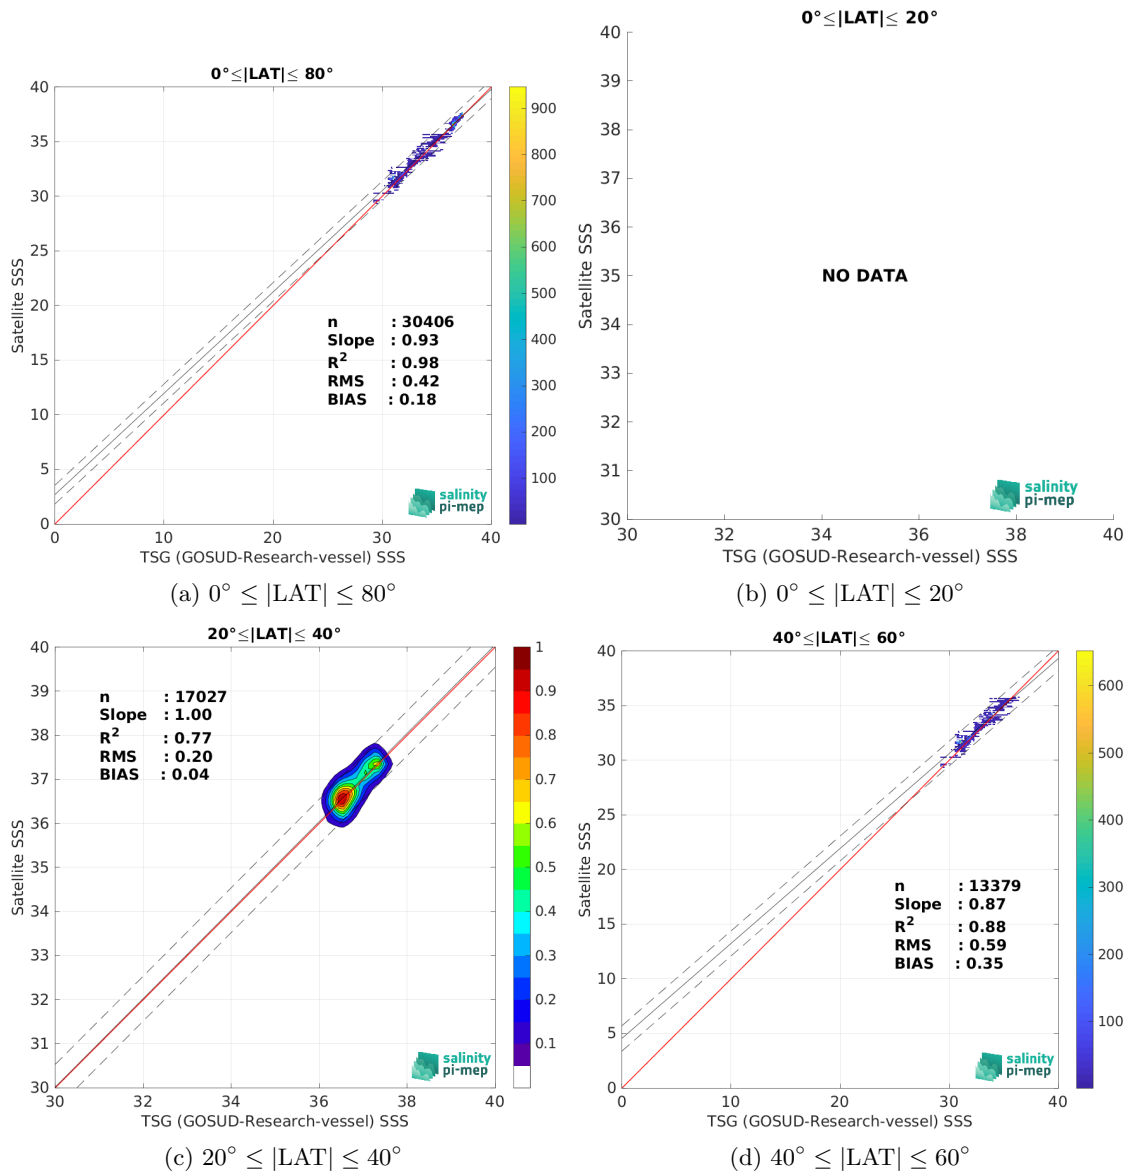 0°≤|LAT|≤ 80°
40
35
30
25
20
15
10
5
0
Satellite SSS
n : 30406
Slope : 0.93
R2 : 0.98
RMS : 0.42
BIAS : 0.18
salinity
pi-mep
0 10 20 30 40
TSG (GOSUD-Research-vessel) SSS
900
800
700
600
500
400
300
200
100
(a) 0° ≤ |LAT| ≤ 80°
0°≤|LAT|≤ 20°
40
39
38
37
36
35
34
33
32
31
30
Satellite SSS
NO DATA
salinity
pi-mep
30 32 34 36 38 40
TSG (GOSUD-Research-vessel) SSS
(b) 0° ≤ |LAT| ≤ 20°
20°≤|LAT|≤ 40°
40
39
38
37
36
35
34
33
32
31
30
Satellite SSS
n : 17027
Slope : 1.00
R2 : 0.77
RMS : 0.20
BIAS : 0.04
salinity
pi-mep
30 32 34 36 38 40
TSG (GOSUD-Research-vessel) SSS
1
0.9
0.8
0.7
0.6
0.5
0.4
0.3
0.2
0.1
(c) 20° ≤ |LAT| ≤ 40°
40°≤|LAT|≤ 60°
40
35
30
25
20
15
10
5
0
Satellite SSS
n : 13379
Slope : 0.87
R2 : 0.88
RMS : 0.59
BIAS : 0.35
salinity
pi-mep
0 10 20 30 40
TSG (GOSUD-Research-vessel) SSS
600
500
400
300
200
100
(d) 40° ≤ |LAT| ≤ 60°